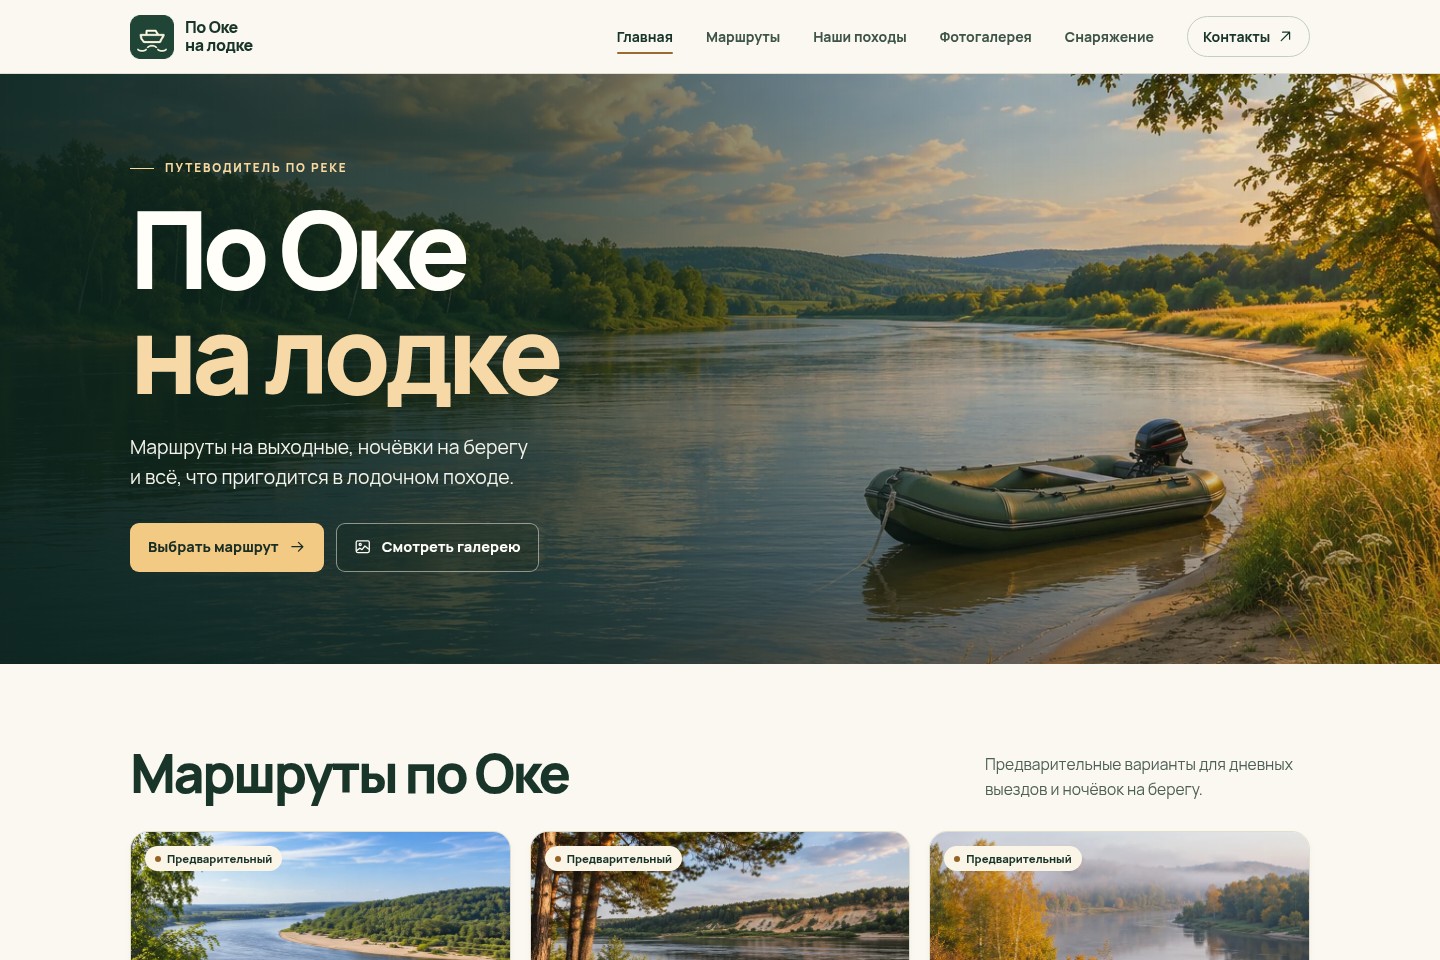 По Оке
на лодке
Главная
Маршруты
Наши походы
Фотогалерея
Снаряжение
Контакты
ПУТЕВОДИТЕЛЬ ПО РЕКЕ
По Оке
на лодке
Маршруты на выходные, ночёвки на берегу
и всё, что пригодится в лодочном походе.
Выбрать маршрут
Смотреть галерею
Маршруты по Оке
Предварительные варианты для дневных
выездов и ночёвок на берегу.
Предварительный
Предварительный
Предварительный